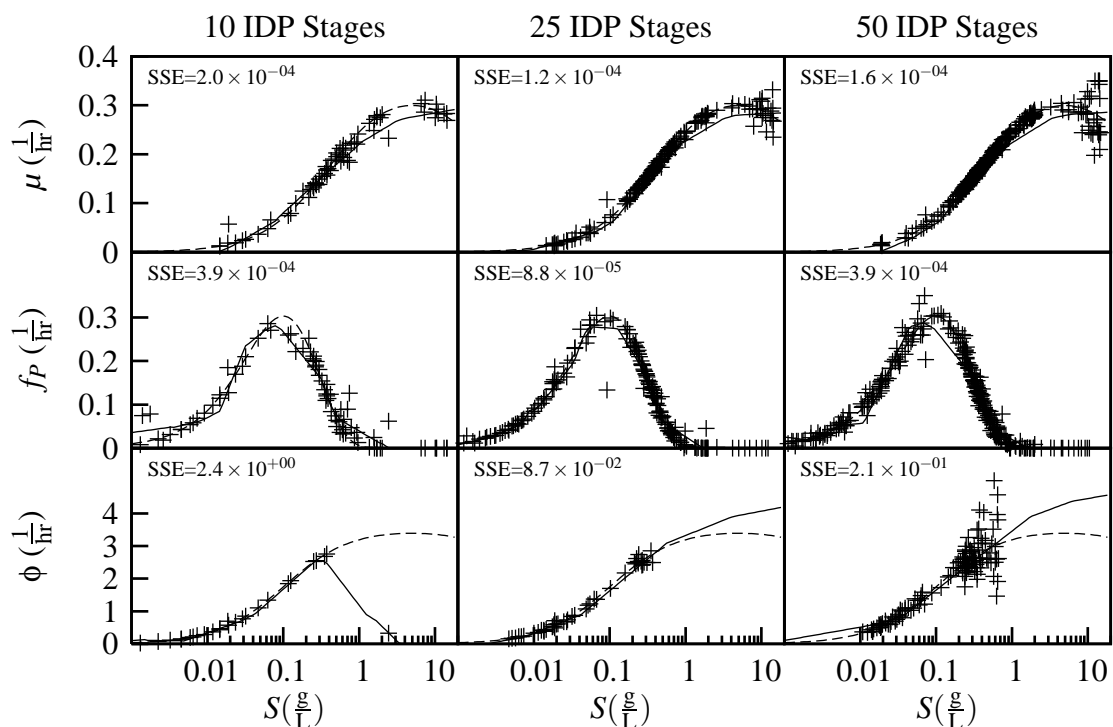 10 IDP Stages 25 IDP Stages 50 IDP Stages
0.4 SSE=2.0 × 10⁻⁰⁴ SSE=1.2 × 10⁻⁰⁴ SSE=1.6 × 10⁻⁰⁴
0.3
0.2
0.1
0
μ (1/hr)
SSE=3.9 × 10⁻⁰⁴ SSE=8.8 × 10⁻⁰⁵ SSE=3.9 × 10⁻⁰⁴
0.3
0.2
0.1
0
f_P (1/hr)
SSE=2.4 × 10⁺⁰⁰ SSE=8.7 × 10⁻⁰² SSE=2.1 × 10⁻⁰¹
4
3
2
1
0
ϕ (1/hr)
0.01 0.1 1 10 0.01 0.1 1 10 0.01 0.1 1 10
S(g/L) S(g/L) S(g/L)